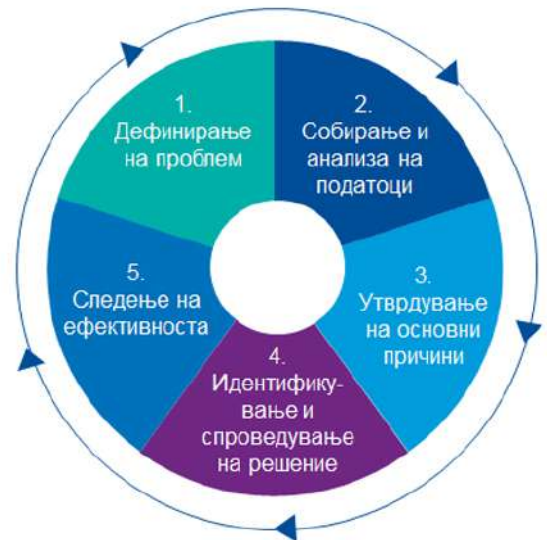 1.
Дефинирање
на проблем
2.
Собирање и
анализа на
податоци
3.
Утврдување
на основни
причини
4.
Идентифику-
вање и
спроведување
на решение
5.
Следење на
ефективноста